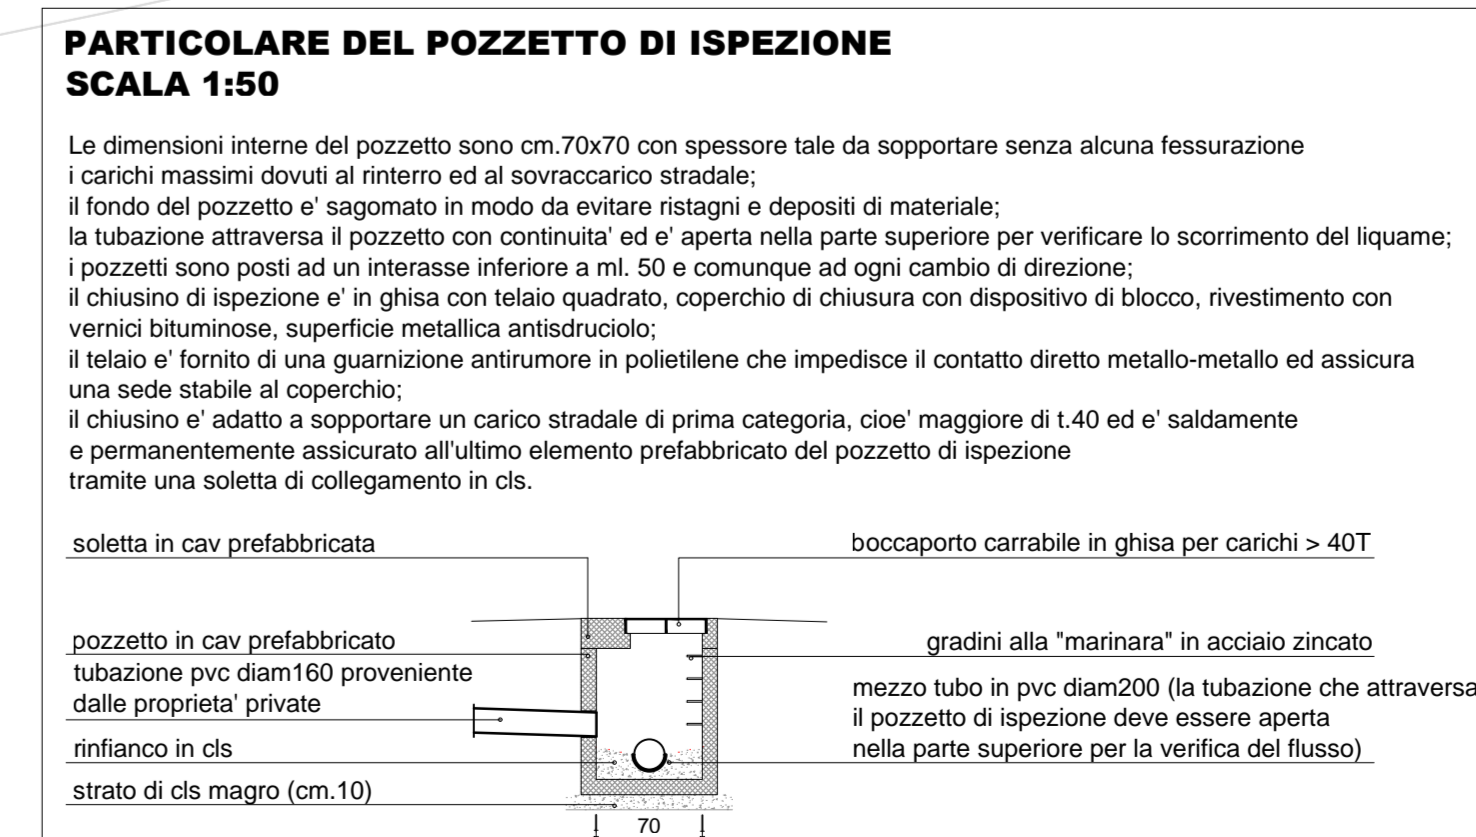 PARTICOLARE DEL POZZETTO DI ISPEZIONE
SCALA 1:50
Le dimensioni interne del pozzetto sono cm.70x70 con spessore tale da sopportare senza alcuna fessurazione
i carichi massimi dovuti al rinterro ed al sovraccarico stradale;
il fondo del pozzetto e' sagomato in modo da evitare ristagni e depositi di materiale;
la tubazione attraversa il pozzetto con continuita' ed e' aperta nella parte superiore per verificare lo scorrimento del liquame;
i pozzetti sono posti ad un interasse inferiore a ml. 50 e comunque ad ogni cambio di direzione;
il chiusino di ispezione e' in ghisa con telaio quadrato, coperchio di chiusura con dispositivo di blocco, rivestimento con
vernici bituminose, superficie metallica antisdruciolo;
il telaio e' fornito di una guarnizione antirumore in polietilene che impedisce il contatto diretto metallo-metallo ed assicura
una sede stabile al coperchio;
il chiusino e' adatto a sopportare un carico stradale di prima categoria, cioe' maggiore di t.40 ed e' saldamente
e permanentemente assicurato all'ultimo elemento prefabbricato del pozzetto di ispezione
tramite una soletta di collegamento in cls.
soletta in cav prefabbricata
pozzetto in cav prefabbricato
tubazione pvc diam160 proveniente
dalle proprieta' private
rinfianco in cls
strato di cls magro (cm.10)
boccaporto carrabile in ghisa per carichi > 40T
gradini alla "marinara" in acciaio zincato
mezzo tubo in pvc diam200 (la tubazione che attraversa
il pozzetto di ispezione deve essere aperta
nella parte superiore per la verifica del flusso)
70